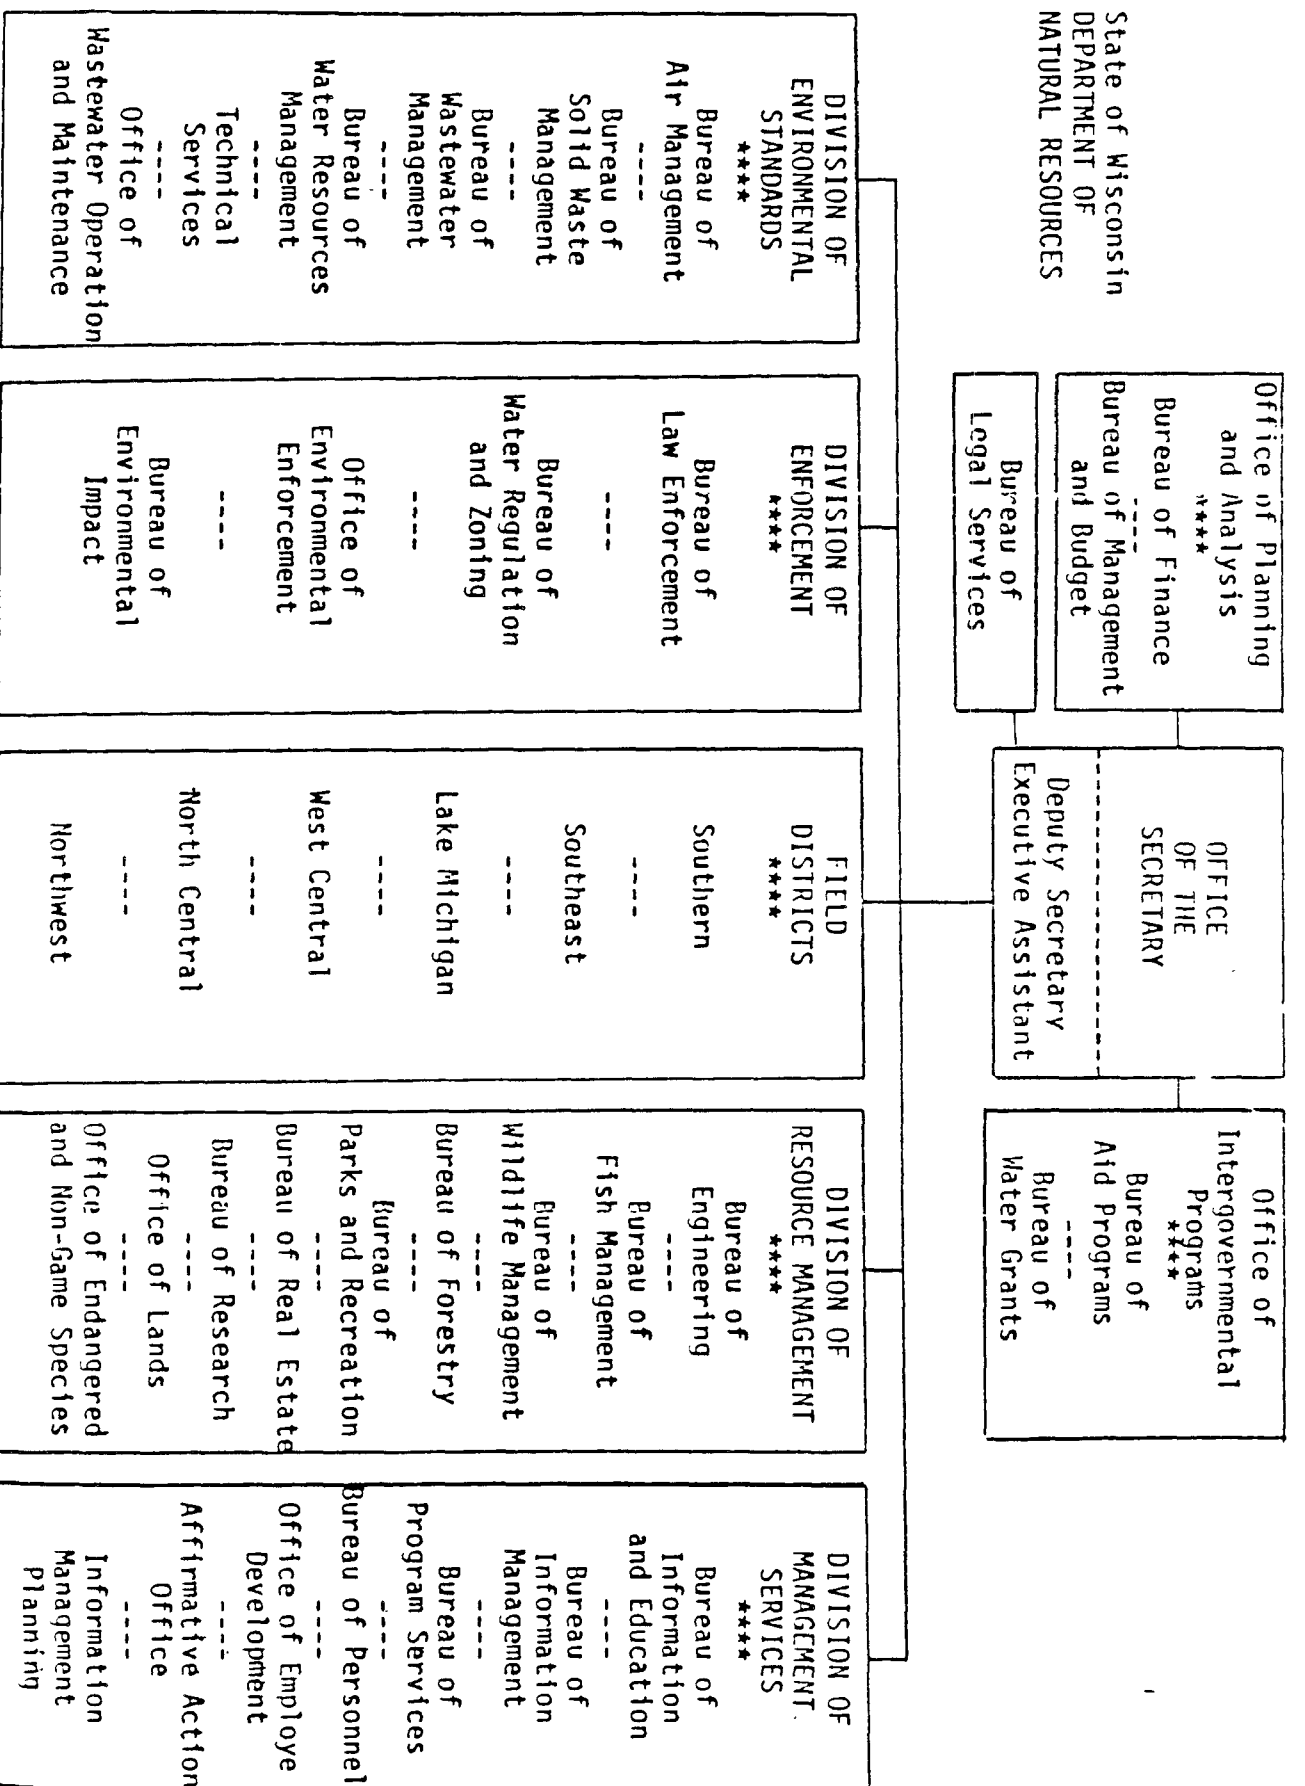 State of Wisconsin
DEPARTMENT OF
NATURAL RESOURCES
Office of Planning
and Analysis
****
Bureau of Finance
----
Bureau of Management
and Budget
Bureau of
Legal Services
OFFICE
OF THE
SECRETARY
Deputy Secretary
Executive Assistant
Office of
Intergovernmental
Programs
****
Bureau of
Aid Programs
----
Bureau of
Water Grants
DIVISION OF
ENVIRONMENTAL
STANDARDS
****
Bureau of
Air Management
----
Bureau of
Solid Waste
Management
----
Bureau of
Wastewater
Management
----
Bureau of
Water Resources
Management
----
Technical
Services
----
Office of
Wastewater Operation
and Maintenance
DIVISION OF
ENFORCEMENT
****
Bureau of
Law Enforcement
----
Bureau of
Water Regulation
and Zoning
----
Office of
Environmental
Enforcement
----
Bureau of
Environmental
Impact
FIELD
DISTRICTS
****
Southern
----
Southeast
----
Lake Michigan
----
West Central
----
North Central
----
Northwest
DIVISION OF
RESOURCE MANAGEMENT
****
Bureau of
Engineering
----
Bureau of
Fish Management
----
Bureau of
Wildlife Management
----
Bureau of Forestry
----
Bureau of
Parks and Recreation
----
Bureau of Real Estate
----
Bureau of Research
----
Office of Lands
----
Office of Endangered
and Non-Game Species
DIVISION OF
MANAGEMENT
SERVICES
****
Bureau of
Information
and Education
----
Bureau of
Information
Management
----
Bureau of
Program Services
----
Bureau of Personnel
----
Office of Employe
Development
----
Affirmative Action
Office
----
Information
Management
Planning